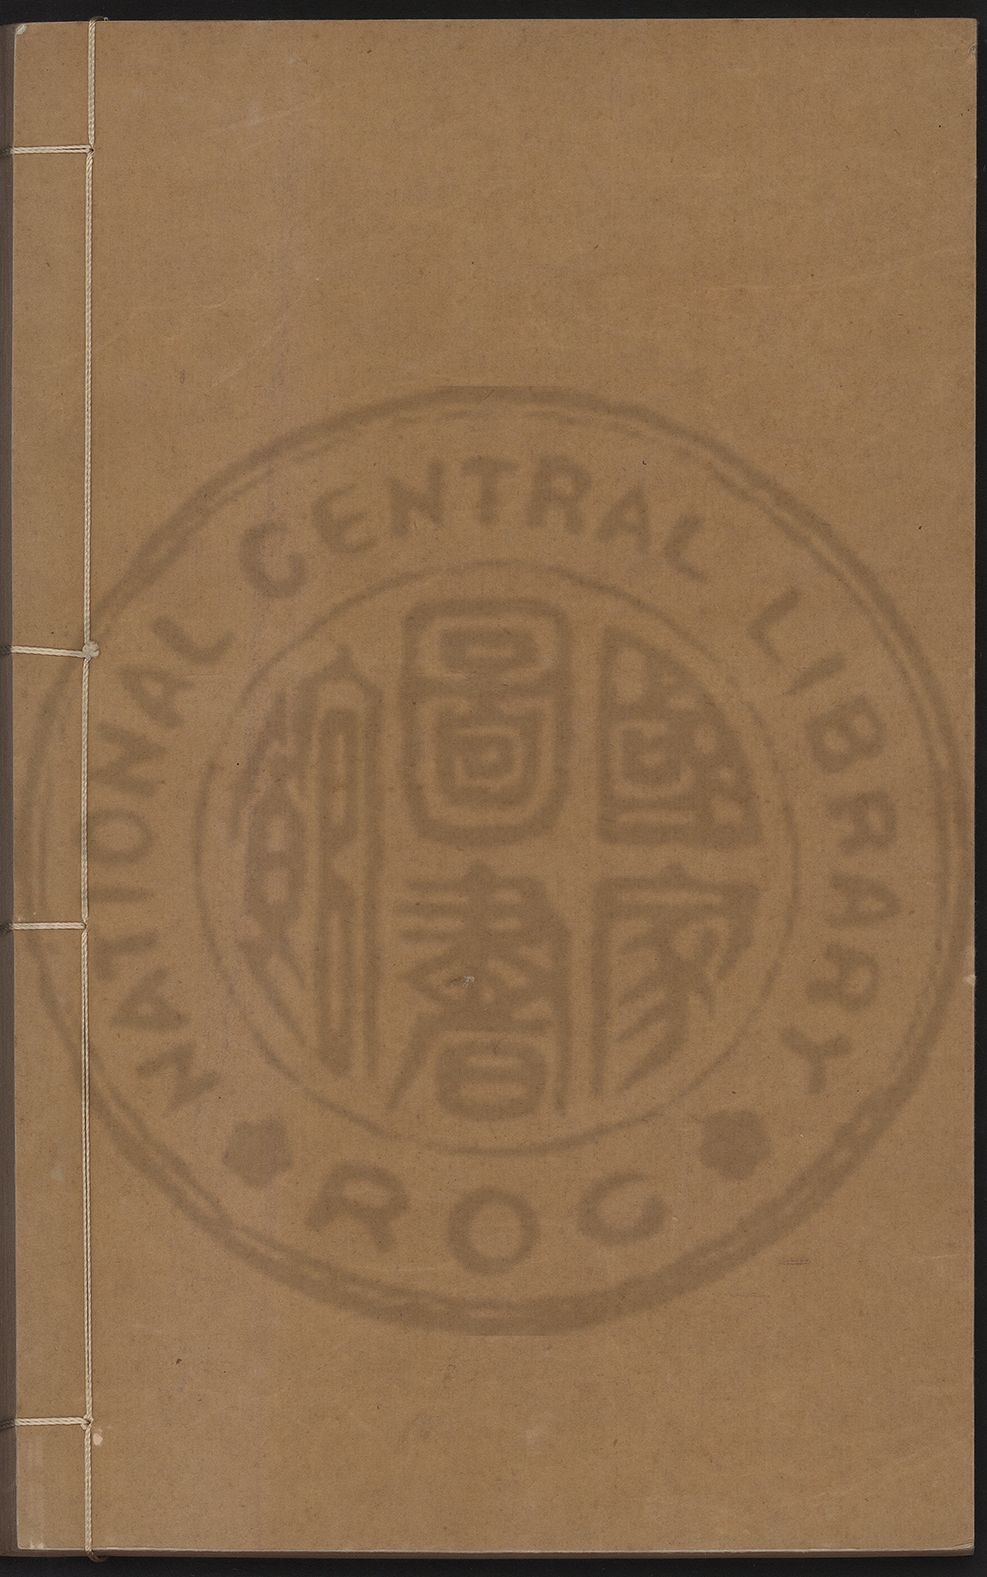 NATIONAL CENTRAL LIBRARY
國家
圖書
館
ROC